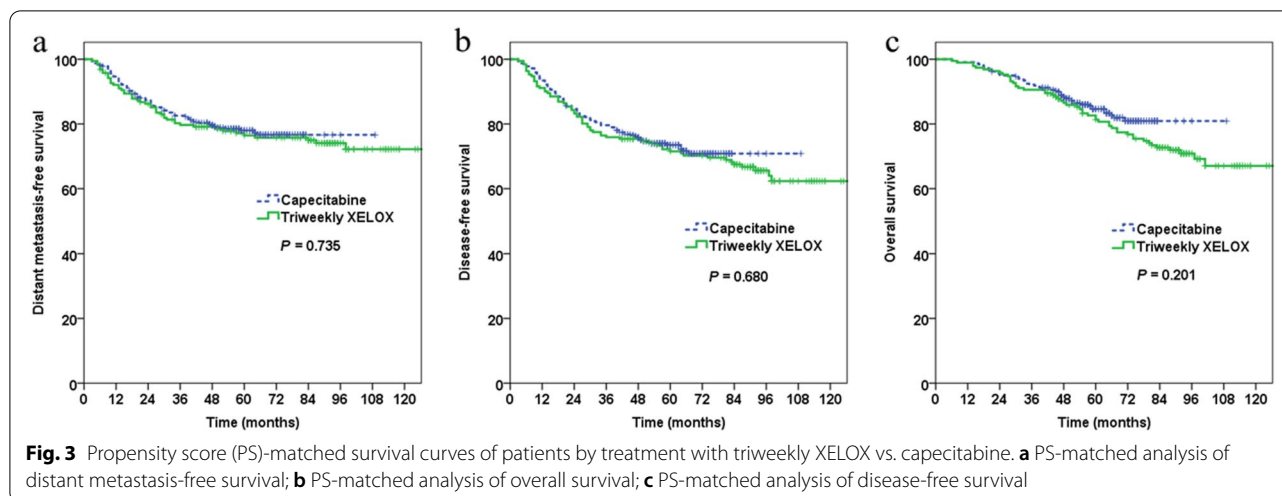 a
100
80
60
40
20
0
Distant metastasis-free survival
Capecitabine
Triweekly XELOX
P = 0.735
0 12 24 36 48 60 72 84 96 108 120
Time (months)
b
100
80
60
40
20
0
Disease-free survival
Capecitabine
Triweekly XELOX
P = 0.680
0 12 24 36 48 60 72 84 96 108 120
Time (months)
c
100
80
60
40
20
0
Overall survival
Capecitabine
Triweekly XELOX
P = 0.201
0 12 24 36 48 60 72 84 96 108 120
Time (months)
Fig. 3 Propensity score (PS)-matched survival curves of patients by treatment with triweekly XELOX vs. capecitabine. a PS-matched analysis of
distant metastasis-free survival; b PS-matched analysis of overall survival; c PS-matched analysis of disease-free survival